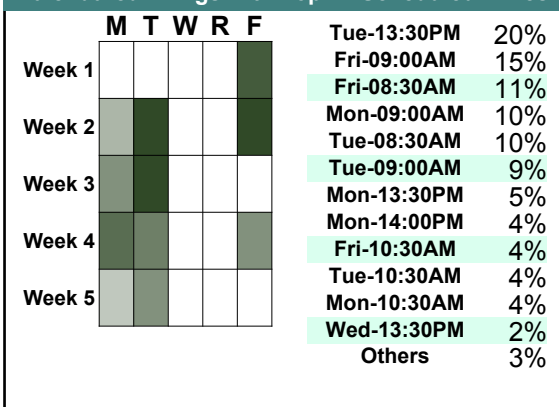 M T W R F
Week 1
Week 2
Week 3
Week 4
Week 5
Tue-13:30PM 20%
Fri-09:00AM 15%
Fri-08:30AM 11%
Mon-09:00AM 10%
Tue-08:30AM 10%
Tue-09:00AM 9%
Mon-13:30PM 5%
Mon-14:00PM 4%
Fri-10:30AM 4%
Tue-10:30AM 4%
Mon-10:30AM 4%
Wed-13:30PM 2%
Others 3%